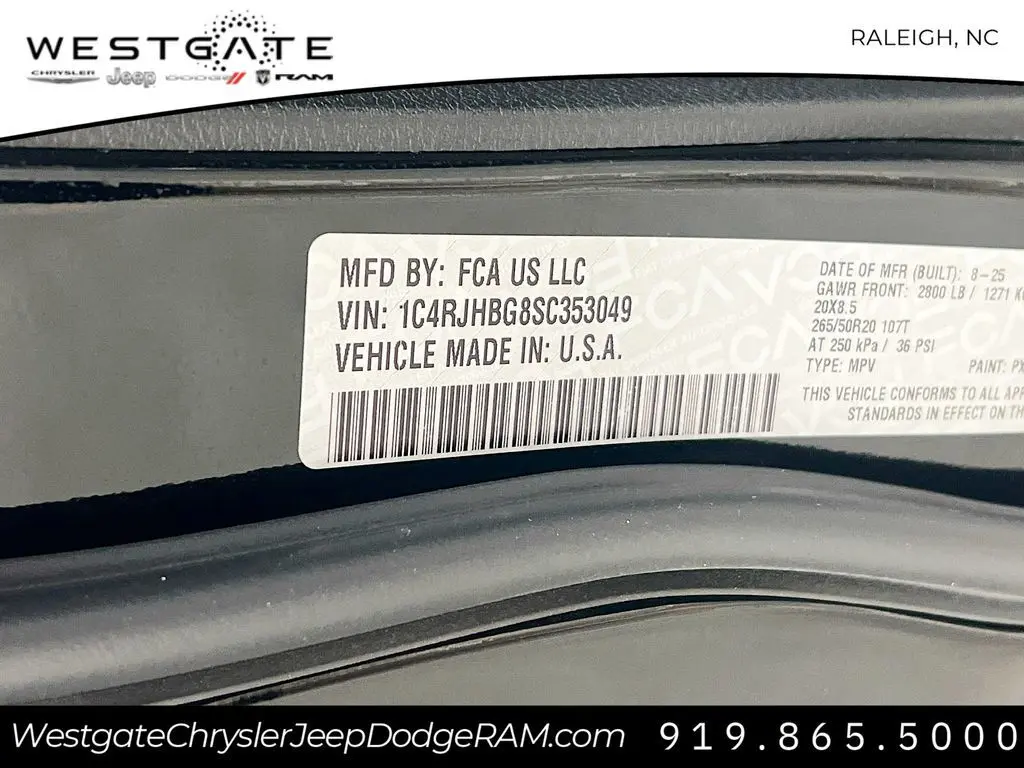 WESTGATE
RALEIGH, NC
CHRYSLER Jeep DODGE RAM
MFD BY: FCA US LLC
VIN: 1C4RJHBG8SC353049
VEHICLE MADE IN: U.S.A.
DATE OF MFR (BUILT): 8-25
GAWR FRONT: 2800 LB / 1271 K
20X8.5
265/50R20 107T
AT 250 kPa / 36 PSI
TYPE: MPV PAINT: PX
THIS VEHICLE CONFORMS TO ALL APP
STANDARDS IN EFFECT ON TH
WestgateChryslerJeepDodgeRAM.com 919.865.5000